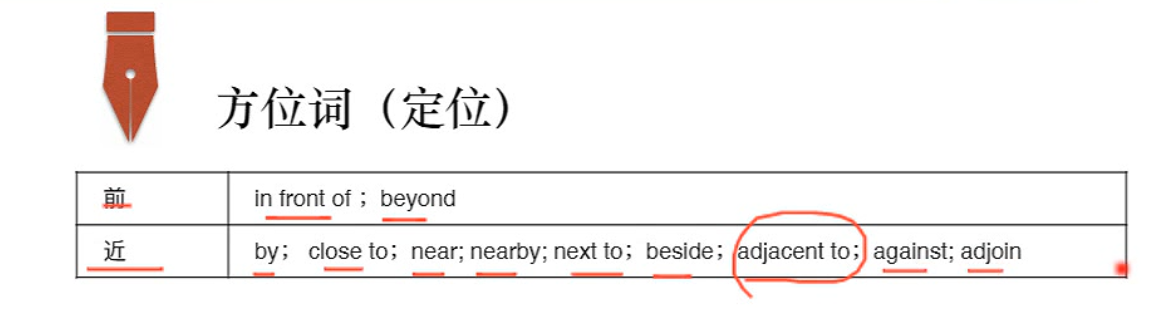 方位词（定位）
前 in front of；beyond
近 by； close to；near; nearby; next to；beside；adjacent to；against; adjoin